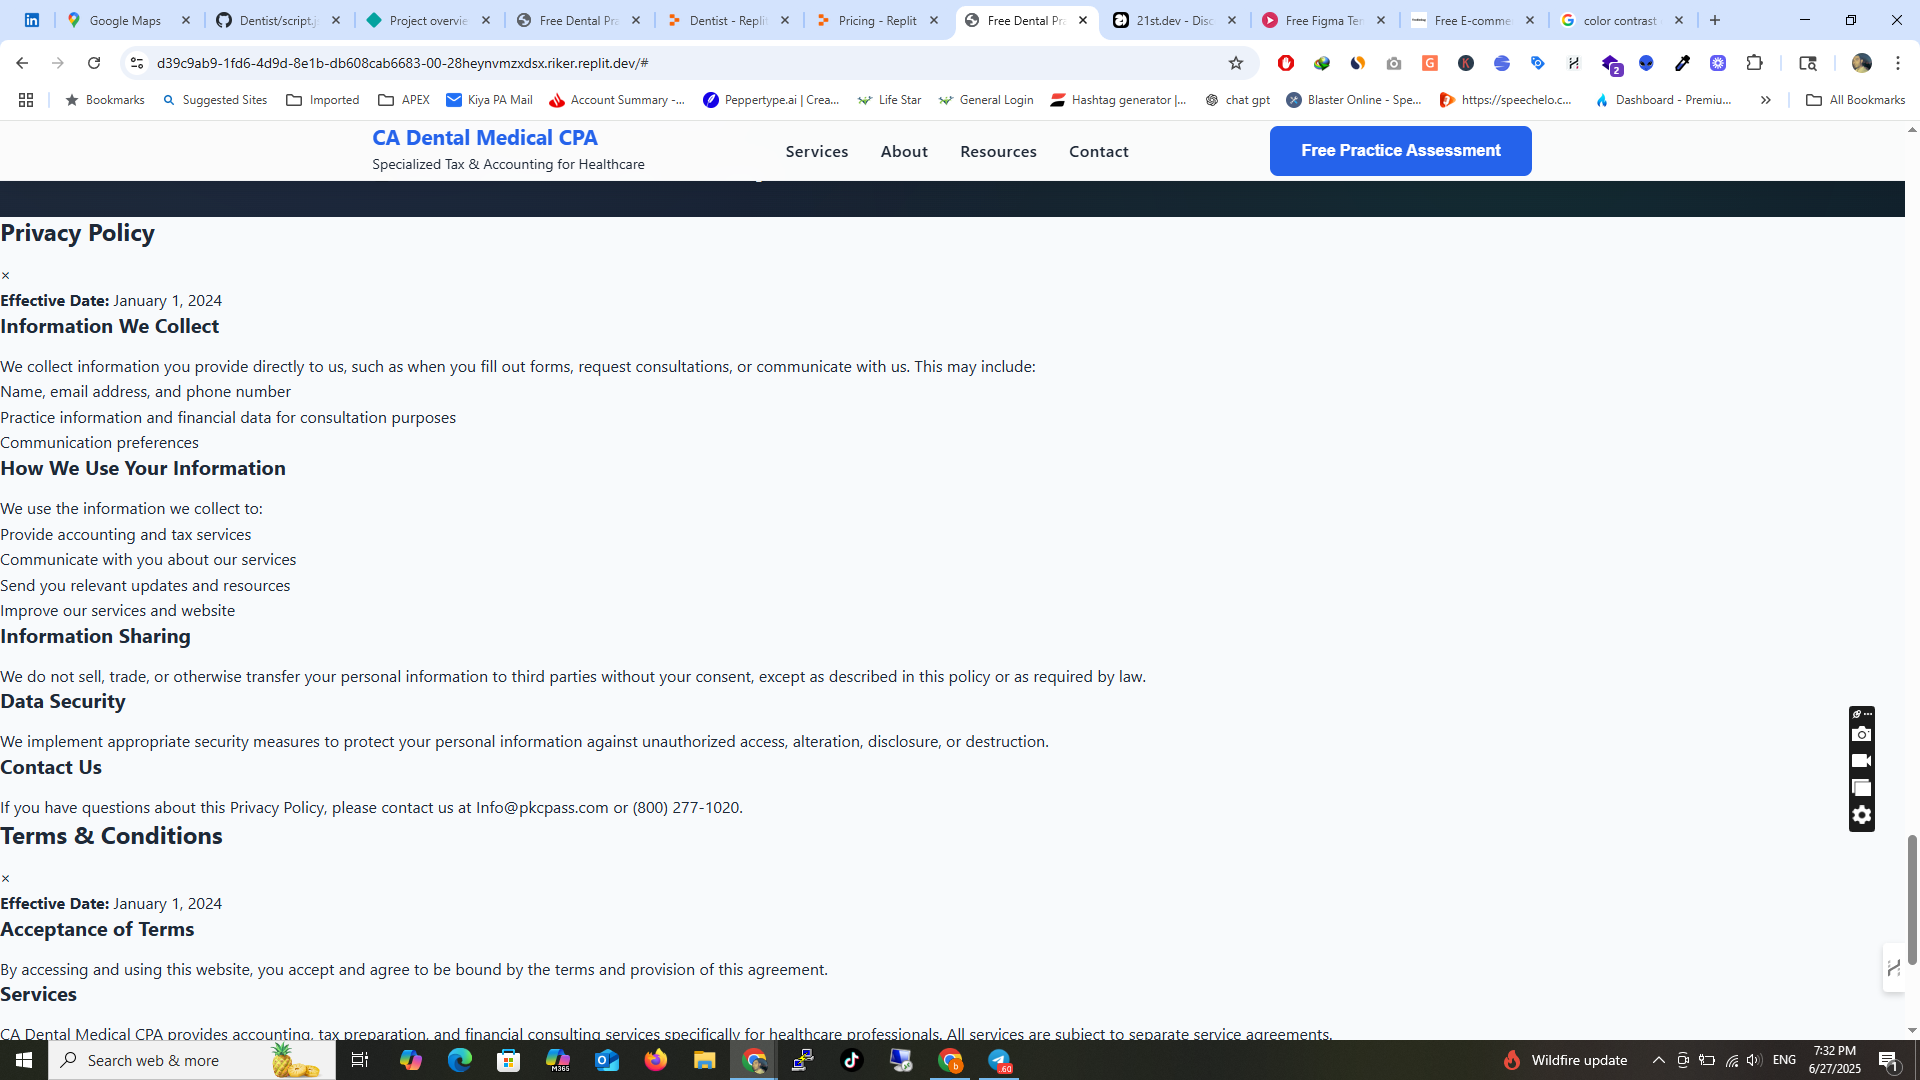 Google Maps
Dentist/script.j
Project overvie
Free Dental Pra
Dentist - Replit
Pricing - Replit
Free Dental Pra
21st.dev - Disc
Free Figma Ten
Free E-comme
color contrast
d39c9ab9-1fd6-4d9d-8e1b-db608cab6683-00-28heynvmzxdsx.riker.replit.dev/#
Bookmarks
Suggested Sites
Imported
APEX
Kiya PA Mail
Account Summary -...
Peppertype.ai | Crea...
Life Star
General Login
Hashtag generator |...
chat gpt
Blaster Online - Spe...
https://speechelo.c...
Dashboard - Premiu...
All Bookmarks
CA Dental Medical CPA
Specialized Tax & Accounting for Healthcare
Services
About
Resources
Contact
Free Practice Assessment
Privacy Policy
×
Effective Date: January 1, 2024
Information We Collect
We collect information you provide directly to us, such as when you fill out forms, request consultations, or communicate with us. This may include:
Name, email address, and phone number
Practice information and financial data for consultation purposes
Communication preferences
How We Use Your Information
We use the information we collect to:
Provide accounting and tax services
Communicate with you about our services
Send you relevant updates and resources
Improve our services and website
Information Sharing
We do not sell, trade, or otherwise transfer your personal information to third parties without your consent, except as described in this policy or as required by law.
Data Security
We implement appropriate security measures to protect your personal information against unauthorized access, alteration, disclosure, or destruction.
Contact Us
If you have questions about this Privacy Policy, please contact us at Info@pkcpass.com or (800) 277-1020.
Terms & Conditions
×
Effective Date: January 1, 2024
Acceptance of Terms
By accessing and using this website, you accept and agree to be bound by the terms and provision of this agreement.
Services
CA Dental Medical CPA provides accounting, tax preparation, and financial consulting services specifically for healthcare professionals. All services are subject to separate service agreements.
Search web & more
Wildfire update
ENG
7:32 PM
6/27/2025